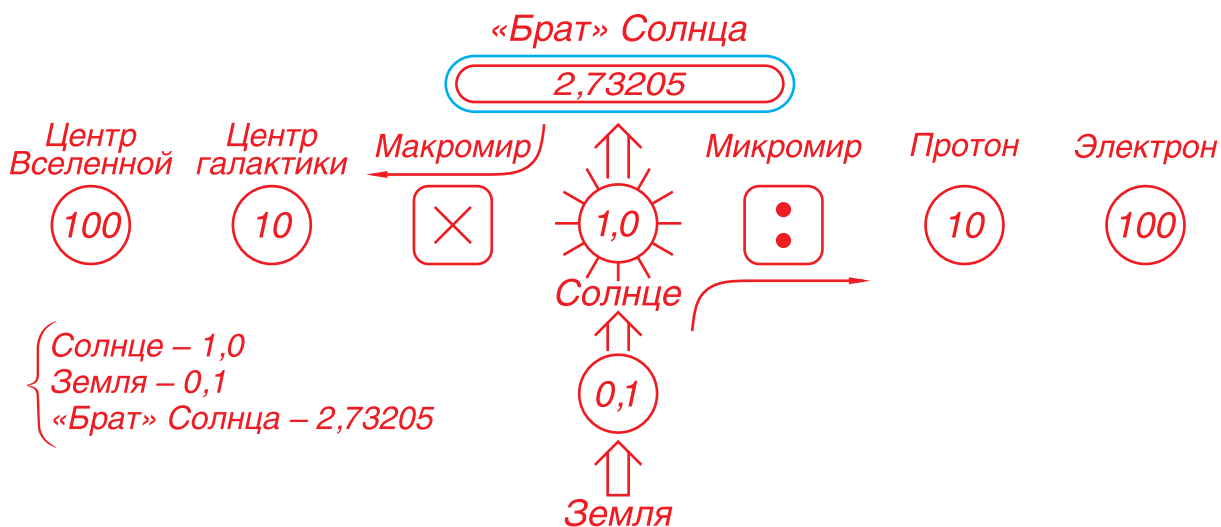 «Брат» Солнца
2,73205
Центр
Вселенной
Центр
галактики
Макромир
Микромир
Протон
Электрон
100
10
1,0
10
100
Солнце
Солнце – 1,0
Земля – 0,1
«Брат» Солнца – 2,73205
0,1
Земля